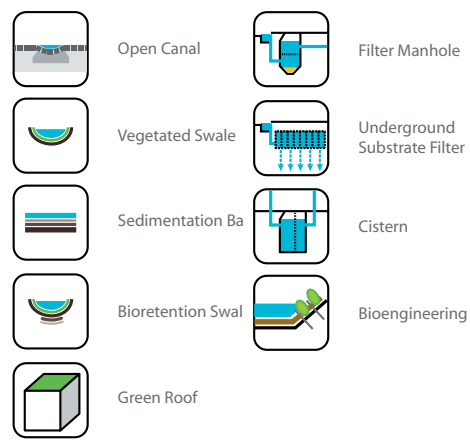 Open Canal
Vegetated Swale
Sedimentation Ba
Bioretention Swal
Green Roof
Filter Manhole
Underground
Substrate Filter
Cistern
Bioengineering